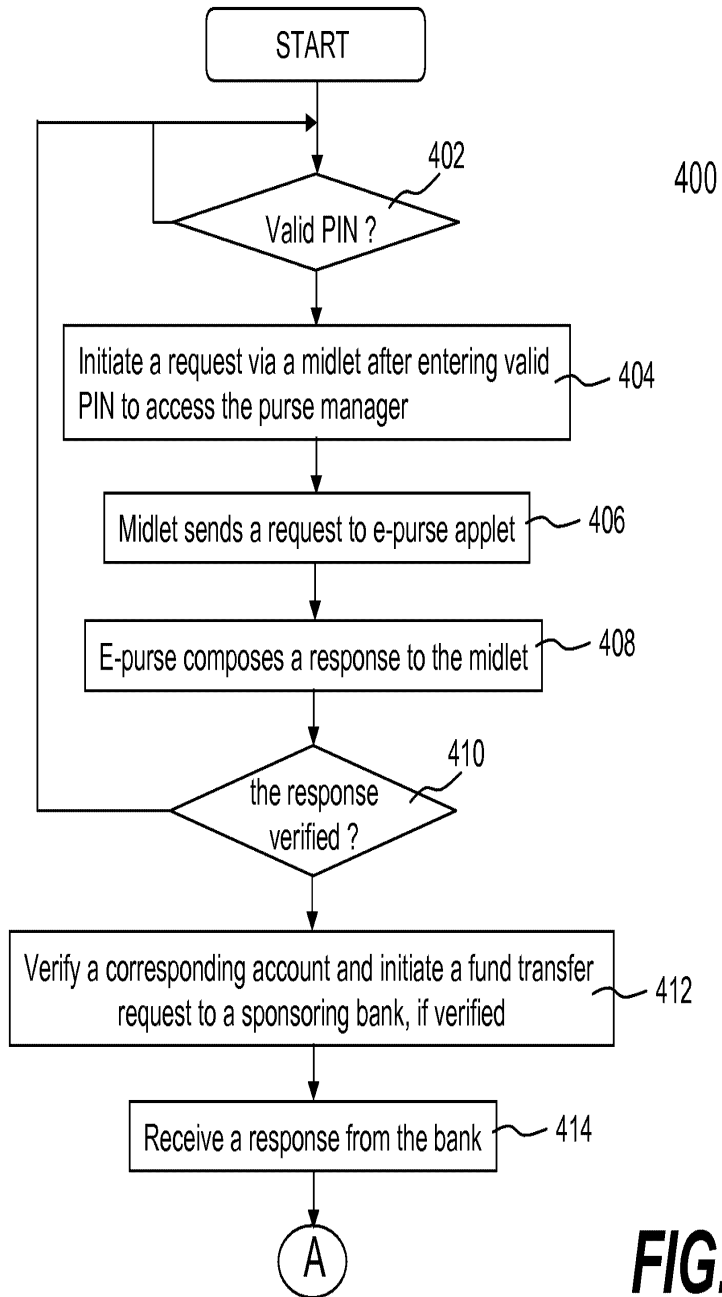 START
402
400
Valid PIN ?
Initiate a request via a midlet after entering valid
PIN to access the purse manager
404
Midlet sends a request to e-purse applet
406
E-purse composes a response to the midlet
408
410
the response
verified ?
Verify a corresponding account and initiate a fund transfer
request to a sponsoring bank, if verified
412
Receive a response from the bank
414
A
FIG.